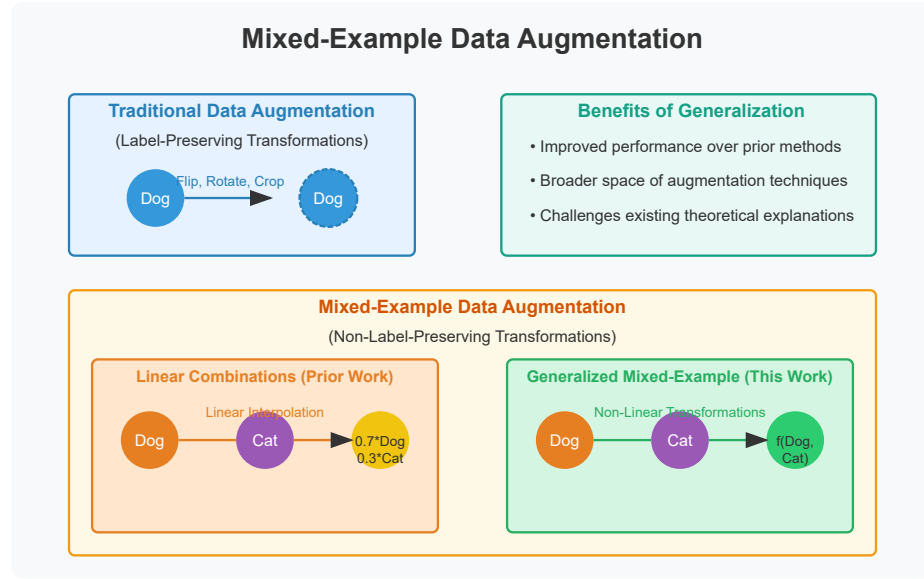 Mixed-Example Data Augmentation
Traditional Data Augmentation
(Label-Preserving Transformations)
Flip, Rotate, Crop
Dog
Dog
Benefits of Generalization
• Improved performance over prior methods
• Broader space of augmentation techniques
• Challenges existing theoretical explanations
Mixed-Example Data Augmentation
(Non-Label-Preserving Transformations)
Linear Combinations (Prior Work)
Linear Interpolation
Dog
Cat
0.7*Dog
0.3*Cat
Generalized Mixed-Example (This Work)
Non-Linear Transformations
Dog
Cat
f(Dog,
Cat)